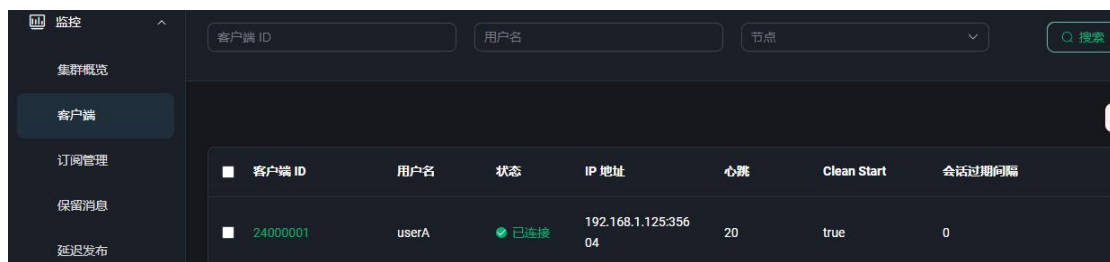 监控
客户端 ID
用户名
节点
搜索
集群概览
客户端
订阅管理
保留消息
延迟发布
客户端 ID 用户名 状态 IP 地址 心跳 Clean Start 会话过期间隔
24000001 userA 已连接 192.168.1.125:356 20 true 0
04